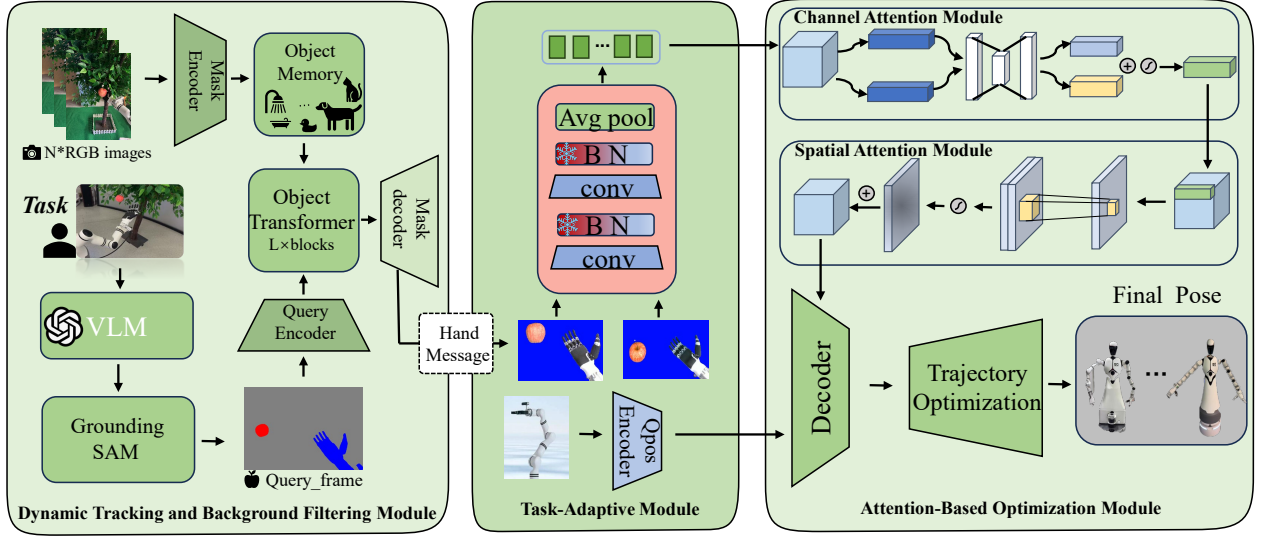 Mask
Encoder
Object
Memory
...
N*RGB images
Task
Object
Transformer
L×blocks
Mask
decoder
VLM
Query
Encoder
Grounding
SAM
Query_frame
Dynamic Tracking and Background Filtering Module
Hand
Message
...
Avg pool
B N
conv
B N
conv
Qpos
Encoder
Task-Adaptive Module
Channel Attention Module
+
Spatial Attention Module
+
Decoder
Trajectory
Optimization
Final Pose
...
Attention-Based Optimization Module